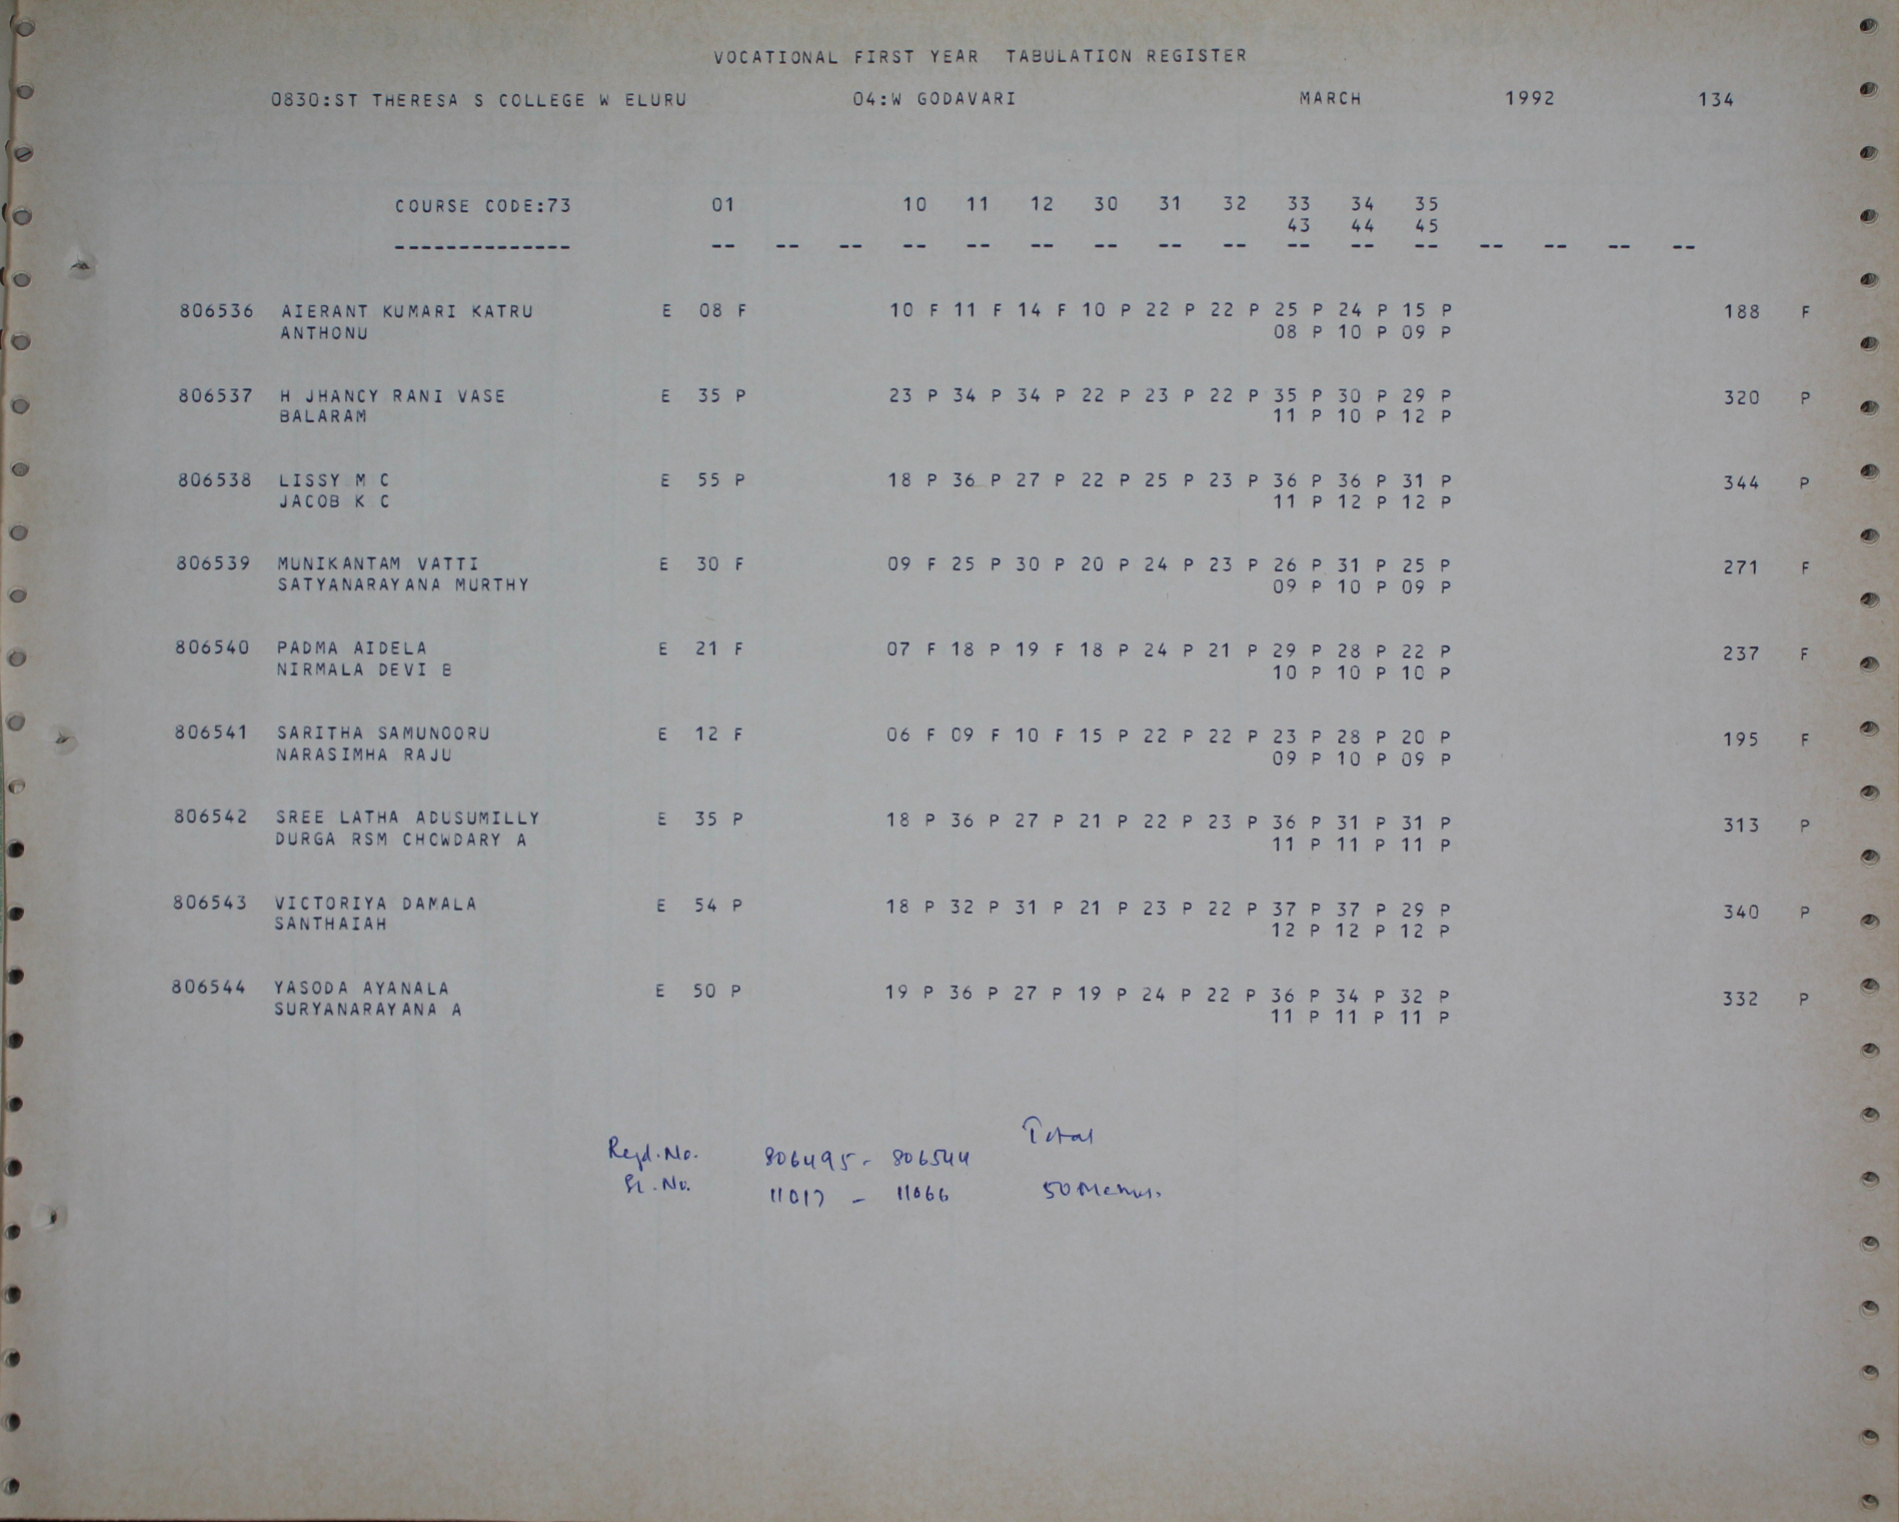 VOCATIONAL FIRST YEAR TABULATION REGISTER
0830:ST THERESA S COLLEGE W ELURU 04:W GODAVARI MARCH 1992 134
COURSE CODE:73 01 10 11 12 30 31 32 33 34 35
43 44 45
-------------- -- -- -- -- -- -- -- -- -- -- -- -- -- -- -- --
806536 AIERANT KUMARI KATRU E 08 F 10 F 11 F 14 F 10 P 22 P 22 P 25 P 24 P 15 P 188 F
ANTHONU 08 P 10 P 09 P
806537 H JHANCY RANI VASE E 35 P 23 P 34 P 34 P 22 P 23 P 22 P 35 P 30 P 29 P 320 P
BALARAM 11 P 10 P 12 P
806538 LISSY M C E 55 P 18 P 36 P 27 P 22 P 25 P 23 P 36 P 36 P 31 P 344 P
JACOB K C 11 P 12 P 12 P
806539 MUNIKANTAM VATTI E 30 F 09 F 25 P 30 P 20 P 24 P 23 P 26 P 31 P 25 P 271 F
SATYANARAYANA MURTHY 09 P 10 P 09 P
806540 PADMA AIDELA E 21 F 07 F 18 P 19 F 18 P 24 P 21 P 29 P 28 P 22 P 237 F
NIRMALA DEVI B 10 P 10 P 10 P
806541 SARITHA SAMUNOORU E 12 F 06 F 09 F 10 F 15 P 22 P 22 P 23 P 28 P 20 P 195 F
NARASIMHA RAJU 09 P 10 P 09 P
806542 SREE LATHA ADUSUMILLY E 35 P 18 P 36 P 27 P 21 P 22 P 23 P 36 P 31 P 31 P 313 P
DURGA RSM CHOWDARY A 11 P 11 P 11 P
806543 VICTORIYA DAMALA E 54 P 18 P 32 P 31 P 21 P 23 P 22 P 37 P 37 P 29 P 340 P
SANTHAIAH 12 P 12 P 12 P
806544 YASODA AYANALA E 50 P 19 P 36 P 27 P 19 P 24 P 22 P 36 P 34 P 32 P 332 P
SURYANARAYANA A 11 P 11 P 11 P
Total
Regd. No. 806495 - 806544
Sl. No. 11017 - 11066 50 Memos.